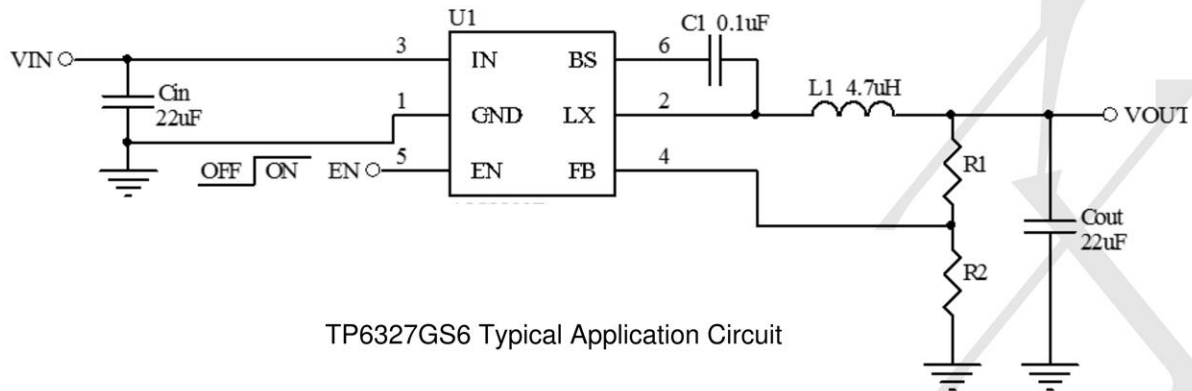 U1
C1 0.1uF
VIN
3
IN
BS
6
Cin
22uF
1
GND
LX
2
L1 4.7uH
VOUT
OFF
ON
EN
5
EN
FB
4
R1
Cout
22uF
R2
TP6327GS6 Typical Application Circuit